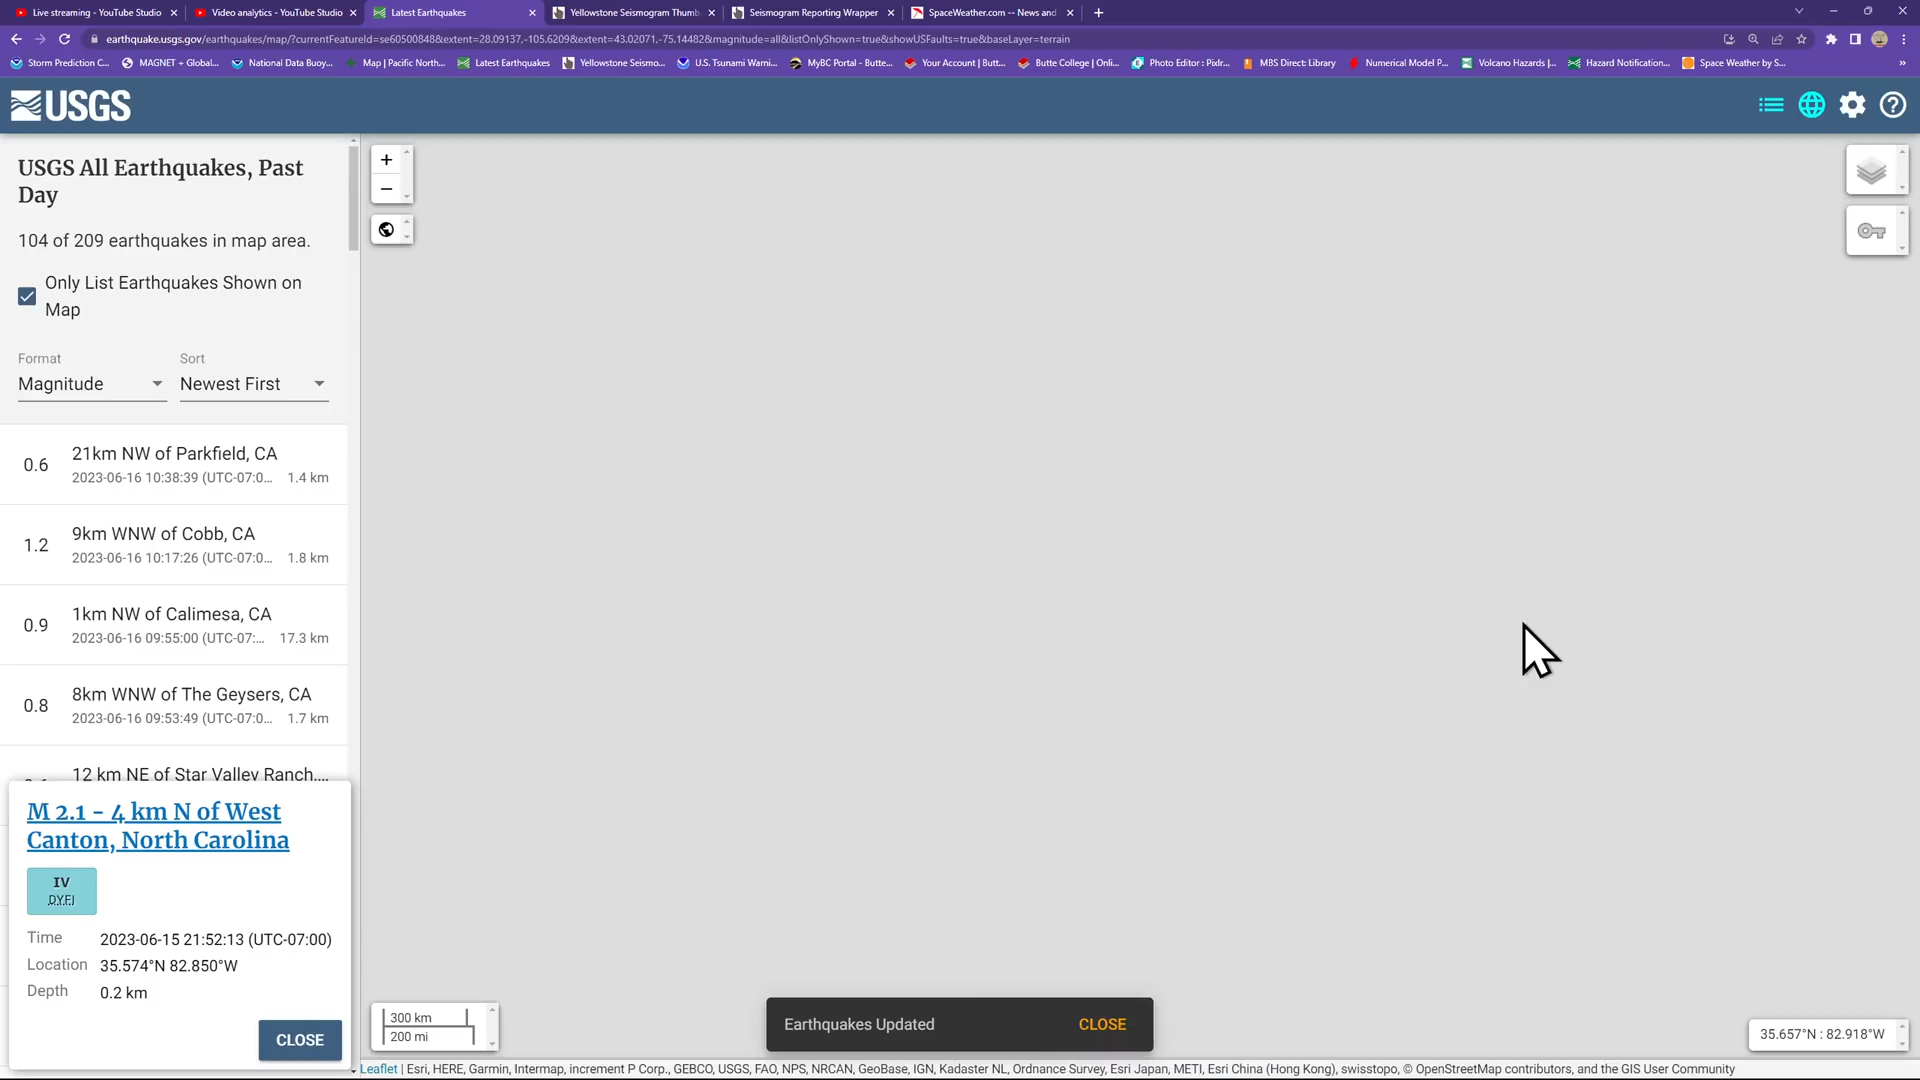 Live streaming - YouTube Studio
Video analytics - YouTube Studio
Latest Earthquakes
Yellowstone Seismogram Thumb
Seismogram Reporting Wrapper
SpaceWeather.com -- News and
earthquake.usgs.gov/earthquakes/map/?currentFeatureId=se60500848&extent=28.09137,-105.6209&extent=43.02071,-75.14482&magnitude=all&listOnlyShown=true&showUSFaults=true&baseLayer=terrain
Storm Prediction C...
MAGNET + Global...
National Data Buoy...
Map | Pacific North...
Latest Earthquakes
Yellowstone Seismo...
U.S. Tsunami Warni...
MyBC Portal - Butte...
Your Account | Butt...
Butte College | Onli...
Photo Editor : Pixlr...
MBS Direct: Library
Numerical Model P...
Volcano Hazards |...
Hazard Notification...
Space Weather by S...
»
USGS
USGS All Earthquakes, Past
Day
104 of 209 earthquakes in map area.
Only List Earthquakes Shown on
Map
Format
Sort
Magnitude
Newest First
0.6
21km NW of Parkfield, CA
2023-06-16 10:38:39 (UTC-07:0... 1.4 km
1.2
9km WNW of Cobb, CA
2023-06-16 10:17:26 (UTC-07:0... 1.8 km
0.9
1km NW of Calimesa, CA
2023-06-16 09:55:00 (UTC-07:... 17.3 km
0.8
8km WNW of The Geysers, CA
2023-06-16 09:53:49 (UTC-07:0... 1.7 km
12 km NE of Star Valley Ranch,...
M 2.1 - 4 km N of West
Canton, North Carolina
IV
DYFI
Time 2023-06-15 21:52:13 (UTC-07:00)
Location 35.574°N 82.850°W
Depth 0.2 km
CLOSE
+
−
300 km
200 mi
Earthquakes Updated CLOSE
35.657°N : 82.918°W
Leaflet | Esri, HERE, Garmin, Intermap, increment P Corp., GEBCO, USGS, FAO, NPS, NRCAN, GeoBase, IGN, Kadaster NL, Ordnance Survey, Esri Japan, METI, Esri China (Hong Kong), swisstopo, © OpenStreetMap contributors, and the GIS User Community